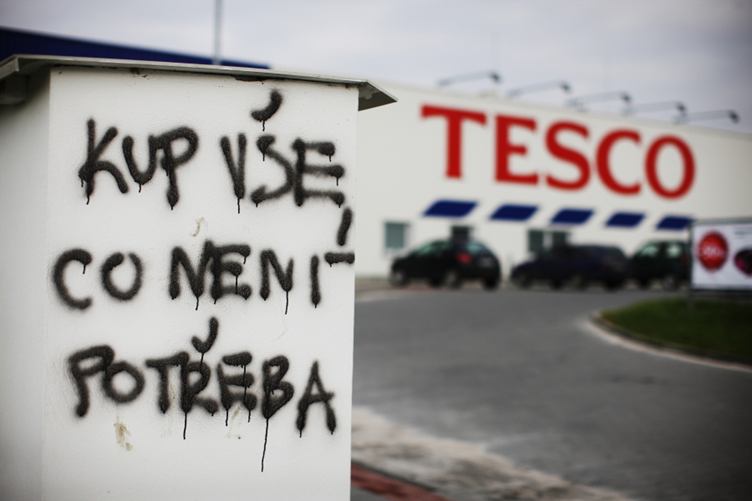 KUP VŠE,
CO NENÍ
POTŘEBA
TESCO